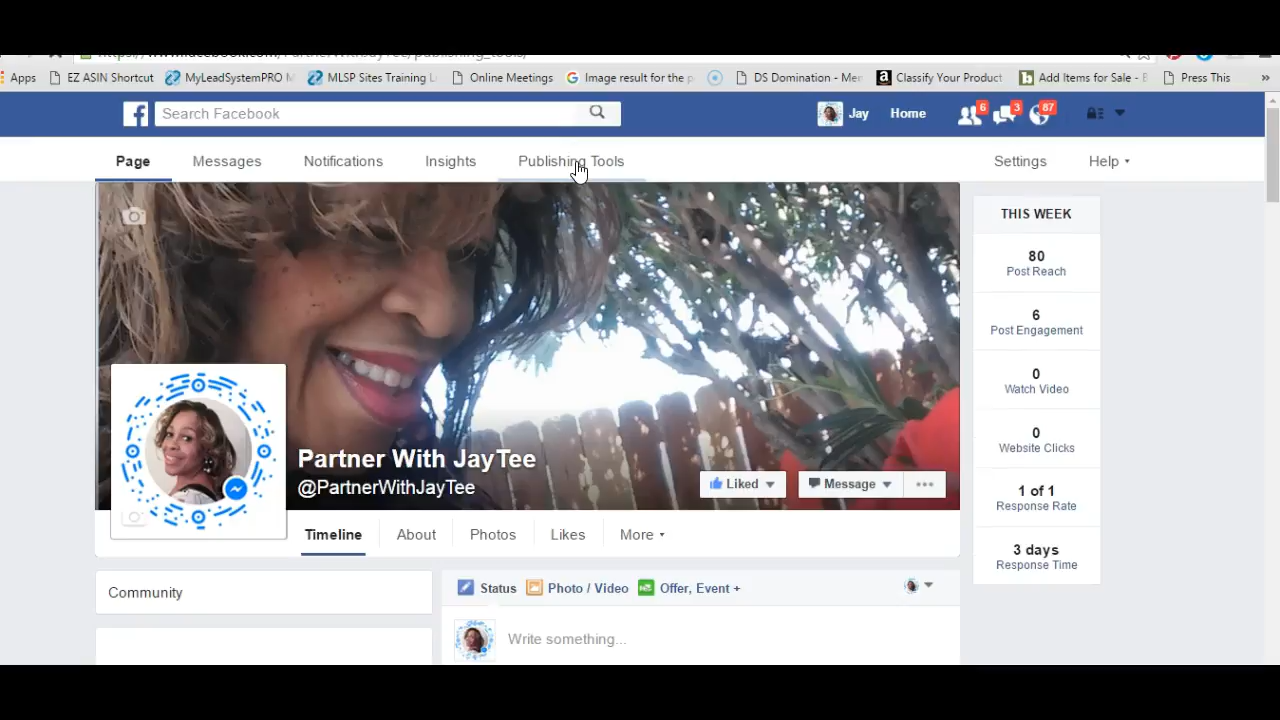 Apps EZ ASIN Shortcut MyLeadSystemPRO MLSP Sites Training Online Meetings Image result for the DS Domination - Classify Your Product Add Items for Sale - Press This »
Search Facebook Jay Home 6 3 87
Page Messages Notifications Insights Publishing Tools Settings Help
THIS WEEK
80
Post Reach
6
Post Engagement
0
Watch Video
0
Website Clicks
1 of 1
Response Rate
3 days
Response Time
Partner With JayTee
@PartnerWithJayTee
Liked Message
Timeline About Photos Likes More
Community
Status Photo / Video Offer, Event +
Write something...